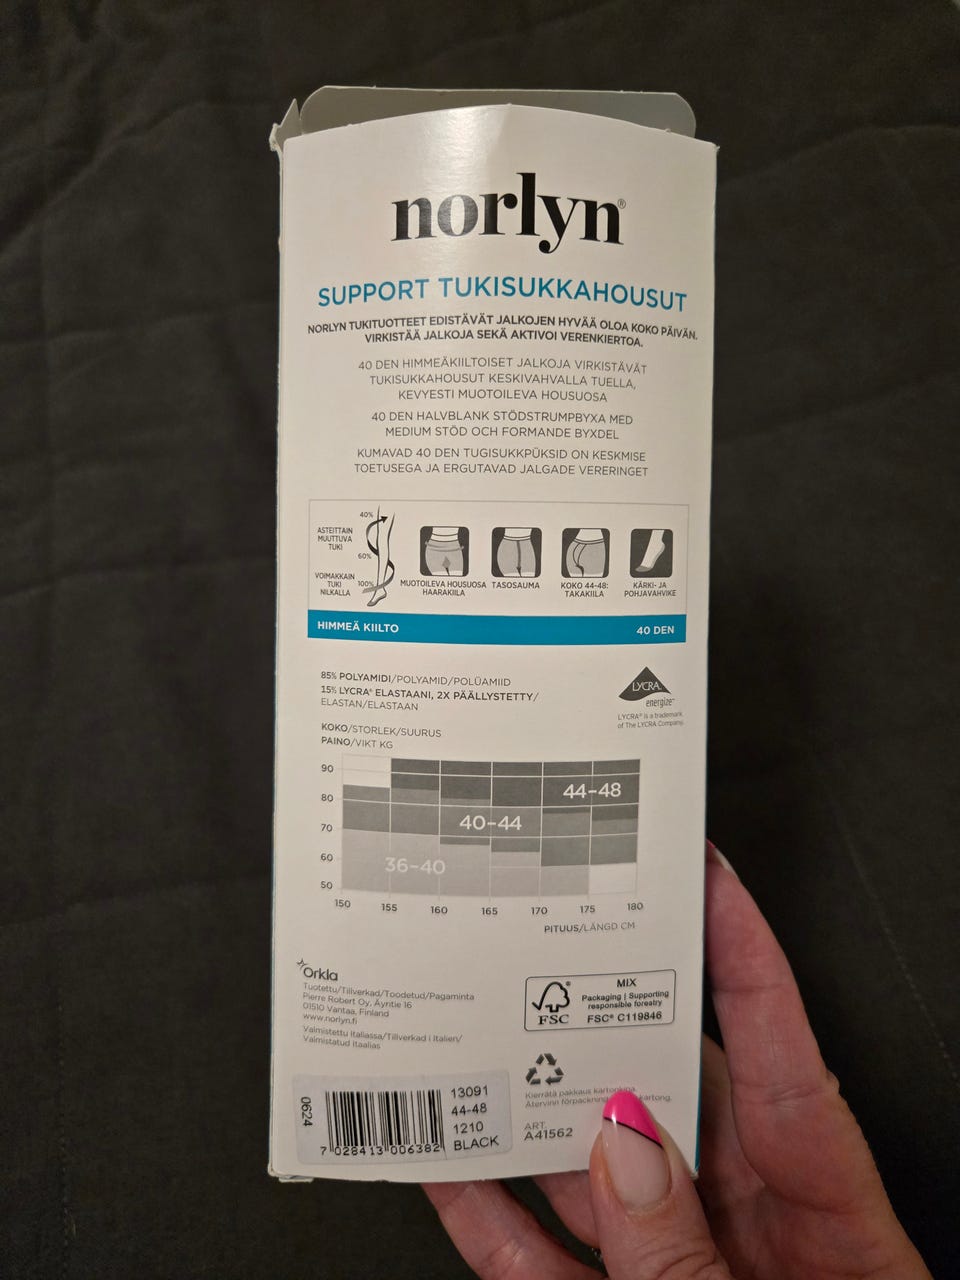 norlyn®
SUPPORT TUKISUKKAHOUSUT
NORLYN TUKITUOTTEET EDISTÄVÄT JALKOJEN HYVÄÄ OLOA KOKO PÄIVÄN.
VIRKISTÄÄ JALKOJA SEKÄ AKTIVOI VERENKIERTOA.
40 DEN HIMMEÄKIILTOISET JALKOJA VIRKISTÄVÄT
TUKISUKKAHOUSUT KESKIVAHVALLA TUELLA,
KEVYESTI MUOTOILEVA HOUSUOSA
40 DEN HALVBLANK STÖDSTRUMPBYXA MED
MEDIUM STÖD OCH FORMANDE BYXDEL
KUMAVAD 40 DEN TUGISUKKPÜKSID ON KESKMISE
TOETUSEGA JA ERGUTAVAD JALGADE VERERINGET
ASTEITTAIN
MUUTTUVA
TUKI
VOIMAKKAIN
TUKI
NILKALLA
40%
60%
100%
MUOTOILEVA HOUSUOSA
HAARAKIILA
TASOSAUMA
KOKO 44-48:
TAKAKIILA
KÄRKI- JA
POHJAVAHVIKE
HIMMEÄ KIILTO
40 DEN
85% POLYAMIDI/POLYAMID/POLÜAMIID
15% LYCRA® ELASTAANI, 2X PÄÄLLYSTETTY/
ELASTAN/ELASTAAN
LYCRA
energize™
LYCRA® is a trademark
of The LYCRA Company.
KOKO/STORLEK/SUURUS
PAINO/VIKT KG
90
80
70
60
50
44-48
40-44
36-40
150
155
160
165
170
175
180
PITUUS/LÄNGD CM
Orkla
Tuotettu/Tillverkad/Toodetud/Pagaminta
Pierre Robert Oy, Äyritie 16
01510 Vantaa, Finland
www.norlyn.fi
Valmistettu Italiassa/Tillverkad i Italien/
Valmistatud Itaalias
FSC
MIX
Packaging | Supporting
responsible forestry
FSC® C119846
Kierrätä pakkaus kartonkina.
Återvinn förpackning kartong.
ART.
A41562
0624
7 028413 006382
13091
44-48
1210
BLACK